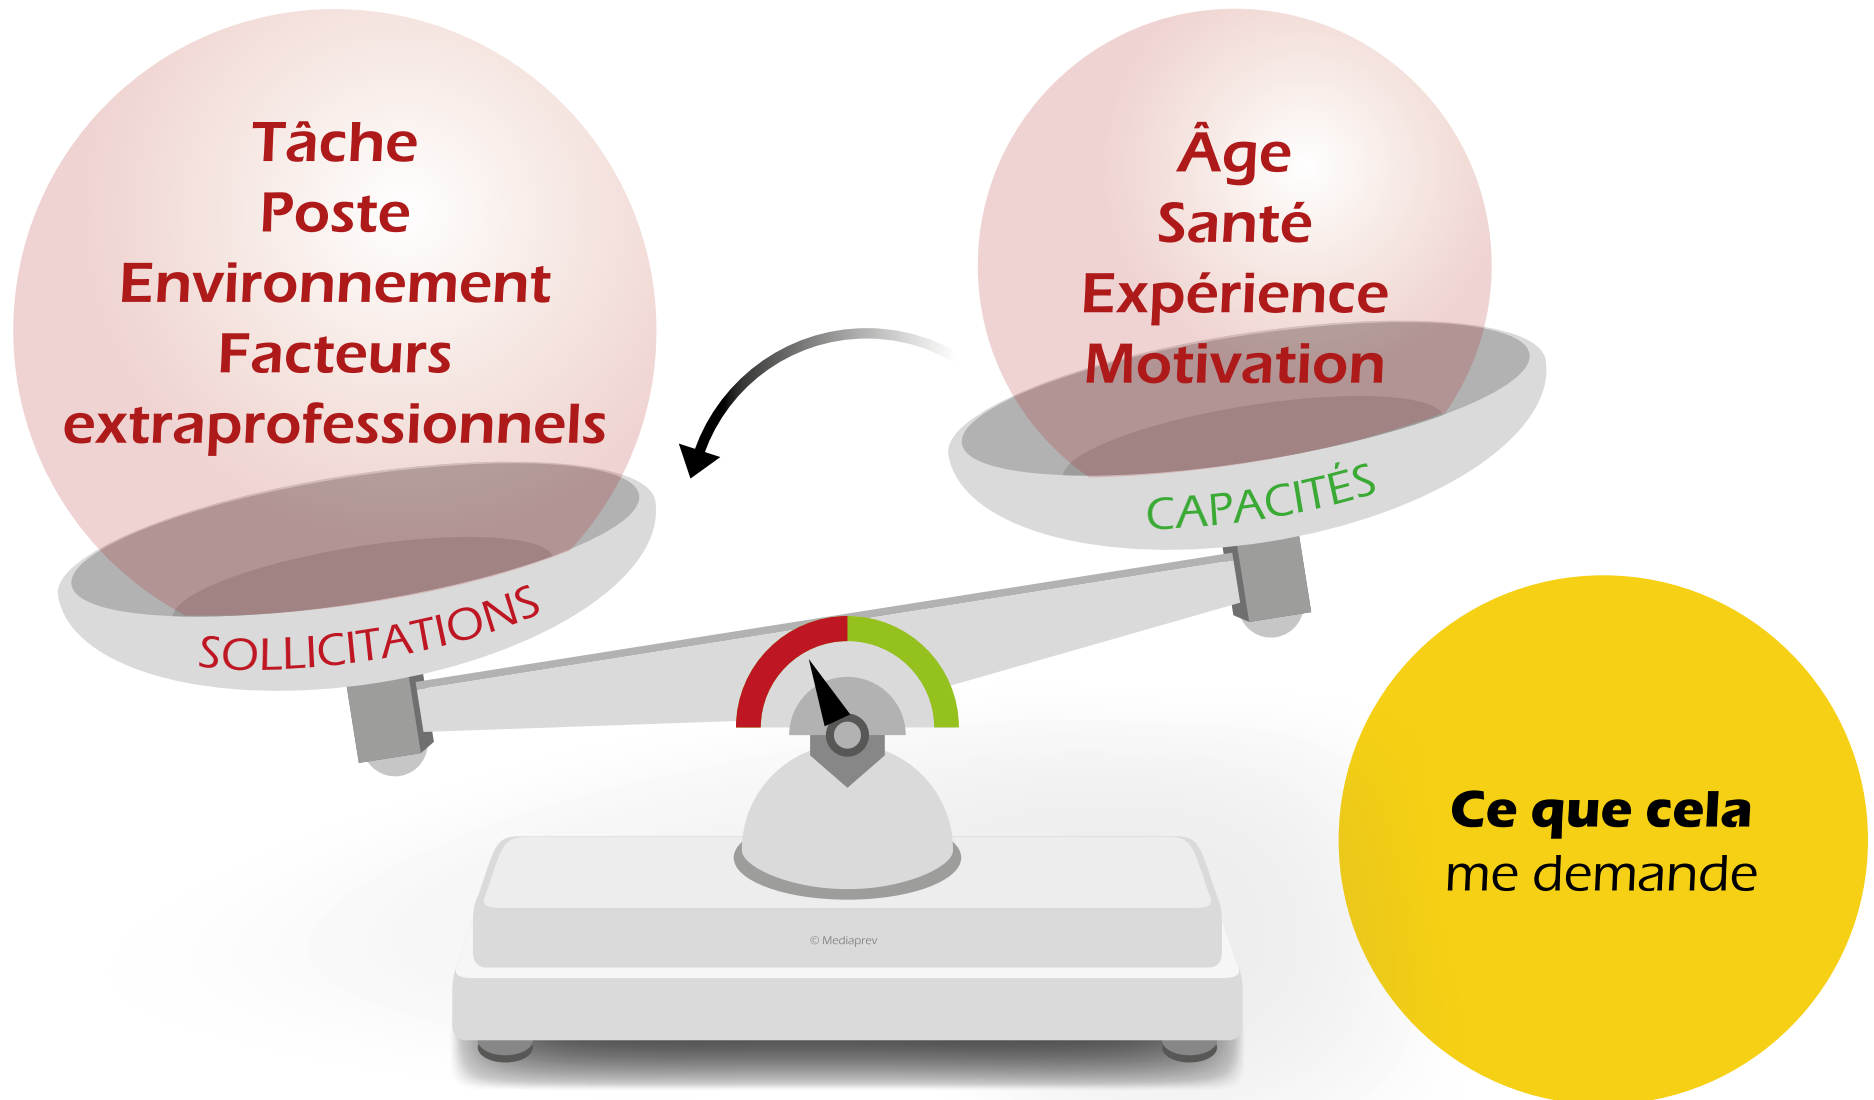 Tâche
Poste
Environnement
Facteurs
extraprofessionnels
SOLLICITATIONS
Âge
Santé
Expérience
Motivation
CAPACITÉS
Ce que cela
me demande
© Mediaprev